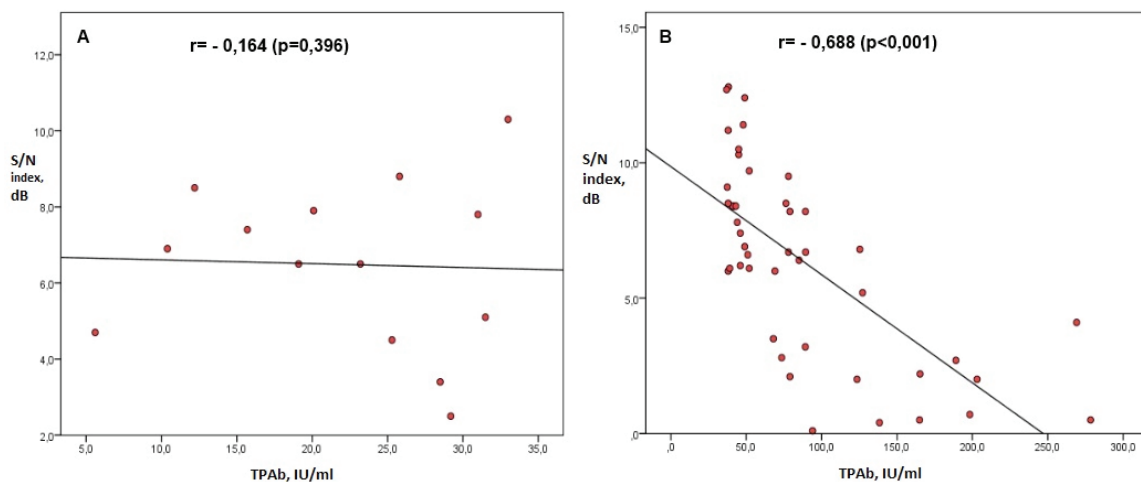 A
r= - 0,164 (p=0,396)
12,0
10,0
S/N
index,
dB
8,0
6,0
4,0
2,0
5,0 10,0 15,0 20,0 25,0 30,0 35,0
TPAb, IU/ml
B
r= - 0,688 (p<0,001)
15,0
10,0
S/N
index,
dB
5,0
,0
,0 50,0 100,0 150,0 200,0 250,0 300,0
TPAb, IU/ml